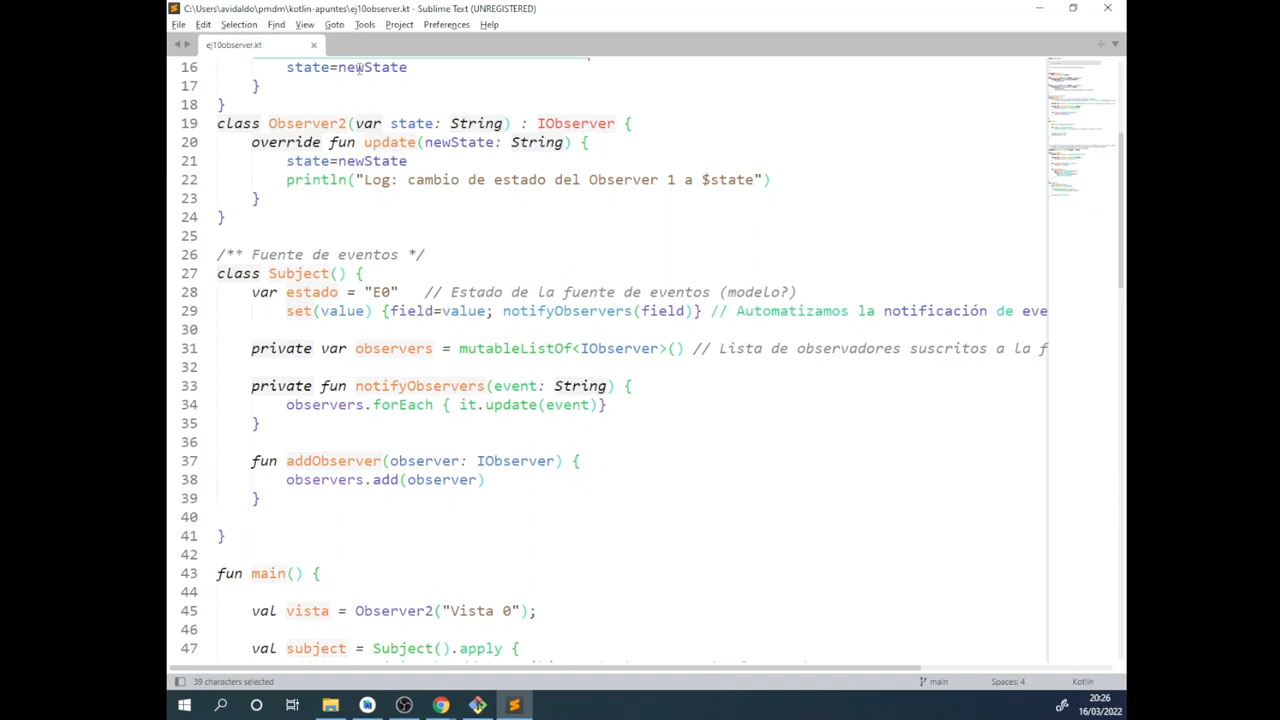 C:\Users\avidaldo\pmdm\kotlin-apuntes\ej10observer.kt - Sublime Text (UNREGISTERED)
File Edit Selection Find View Goto Tools Project Preferences Help
ej10observer.kt
16 state=newState
17 }
18 }
19 class Observer2(var state: String) : IObserver {
20 override fun update(newState: String) {
21 state=newState
22 println("Log: cambio de estado del Observer 1 a $state")
23 }
24 }
25
26 /** Fuente de eventos */
27 class Subject() {
28 var estado = "E0" // Estado de la fuente de eventos (modelo?)
29 set(value) {field=value; notifyObservers(field)} // Automatizamos la notificación de eve
30
31 private var observers = mutableListOf<IObserver>() // Lista de observadores suscritos a la f
32
33 private fun notifyObservers(event: String) {
34 observers.forEach { it.update(event)}
35 }
36
37 fun addObserver(observer: IObserver) {
38 observers.add(observer)
39 }
40
41 }
42
43 fun main() {
44
45 val vista = Observer2("Vista 0");
46
47 val subject = Subject().apply {
39 characters selected
main
Spaces: 4
Kotlin
20:26
16/03/2022